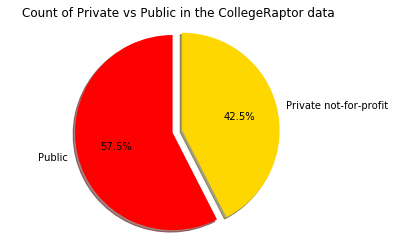 Count of Private vs Public in the CollegeRaptor data
42.5%
Private not-for-profit
57.5%
Public